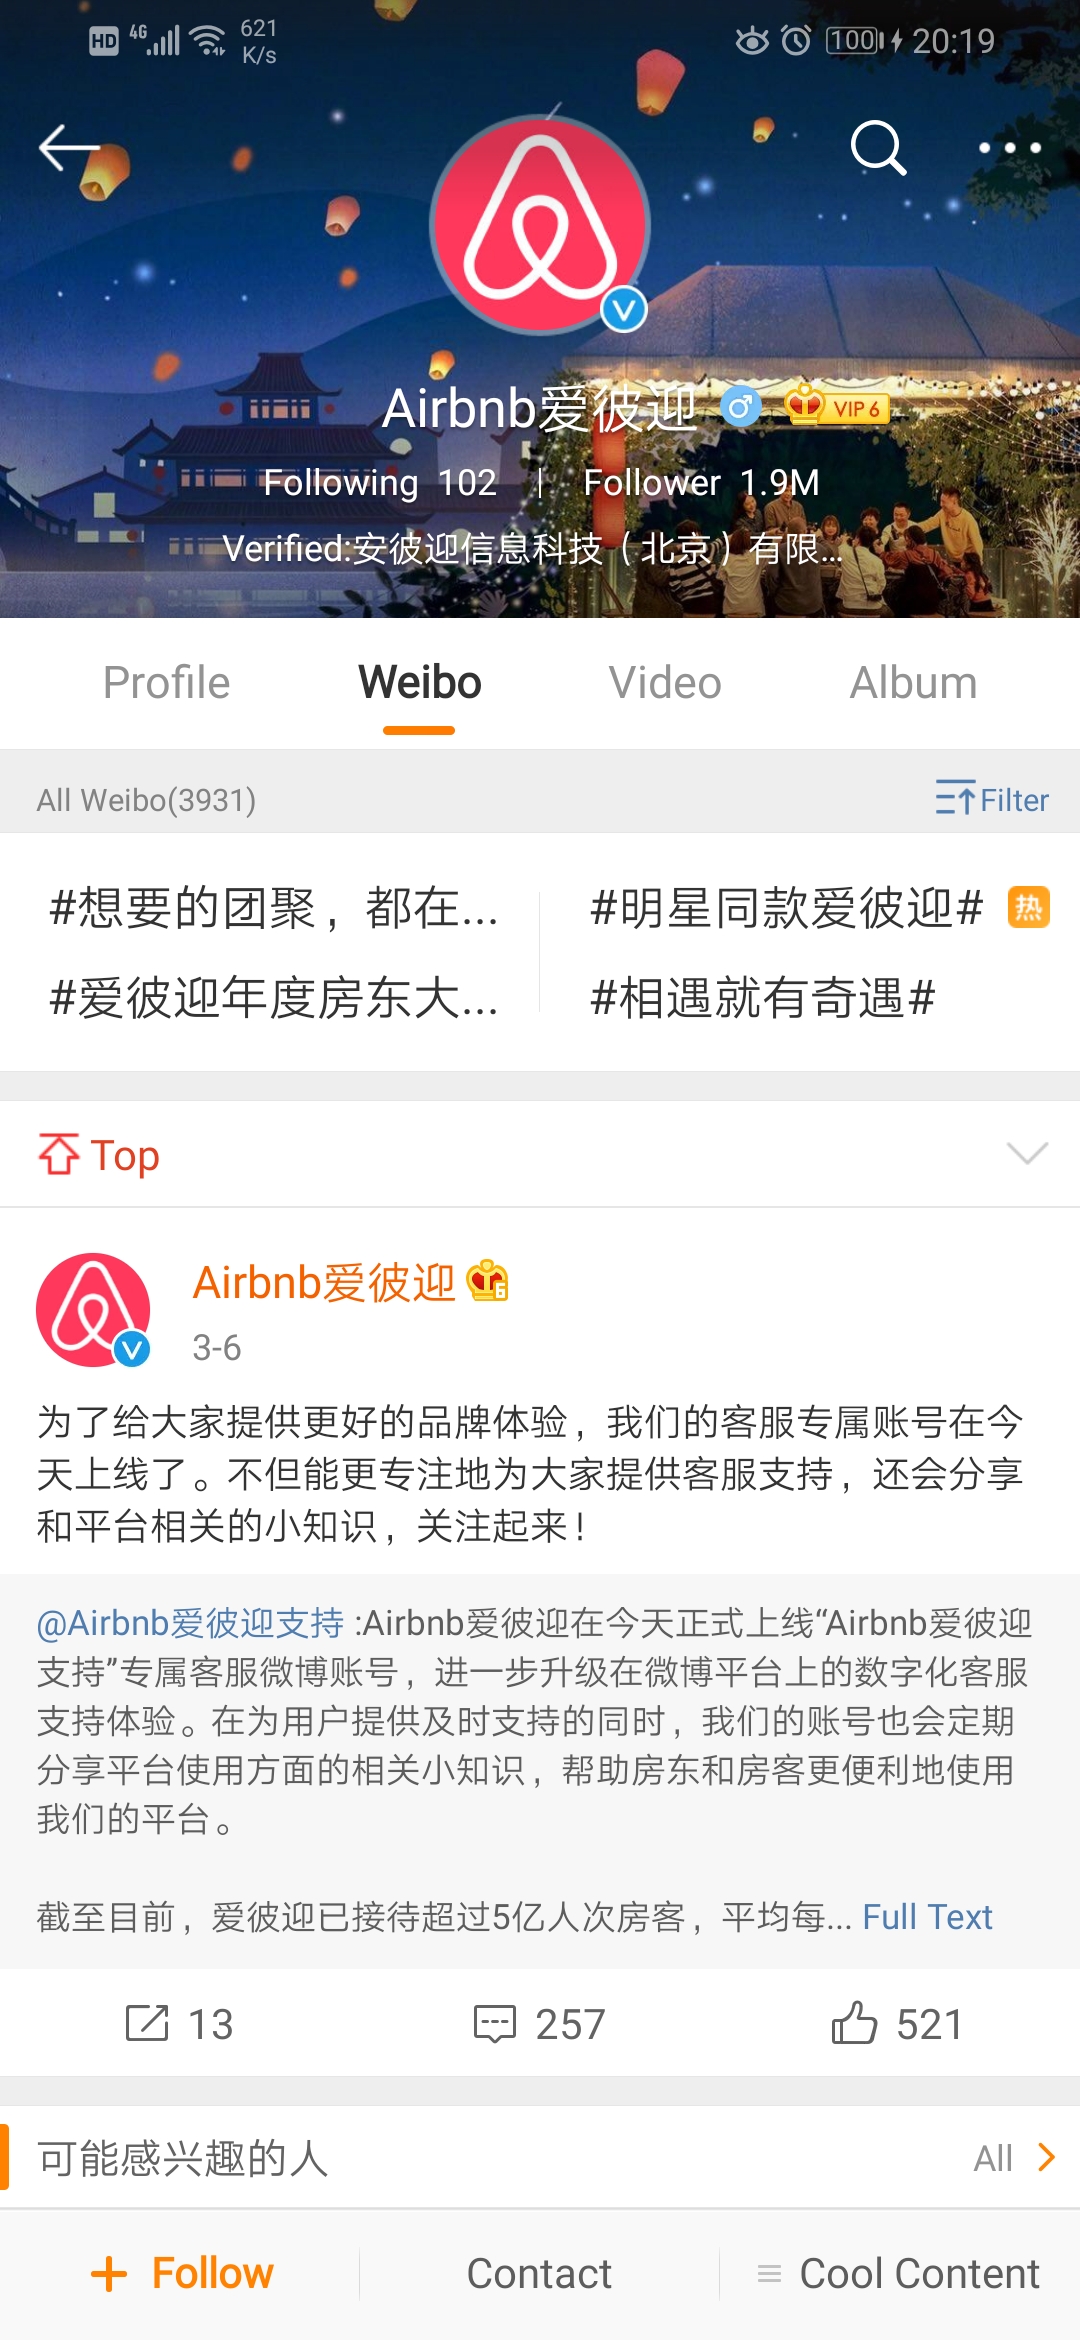 HD 4G 621 K/s 100 20:19
Airbnb爱彼迎 VIP 6
Following 102 | Follower 1.9M
Verified:安彼迎信息科技（北京）有限...
Profile Weibo Video Album
All Weibo(3931) Filter
#想要的团聚，都在... #明星同款爱彼迎# 热
#爱彼迎年度房东大... #相遇就有奇遇#
Top
Airbnb爱彼迎 6
3-6
为了给大家提供更好的品牌体验，我们的客服专属账号在今
天上线了。不但能更专注地为大家提供客服支持，还会分享
和平台相关的小知识，关注起来！
@Airbnb爱彼迎支持 :Airbnb爱彼迎在今天正式上线“Airbnb爱彼迎
支持”专属客服微博账号，进一步升级在微博平台上的数字化客服
支持体验。在为用户提供及时支持的同时，我们的账号也会定期
分享平台使用方面的相关小知识，帮助房东和房客更便利地使用
我们的平台。
截至目前，爱彼迎已接待超过5亿人次房客，平均每... Full Text
13 257 521
可能感兴趣的人 All
Follow Contact Cool Content